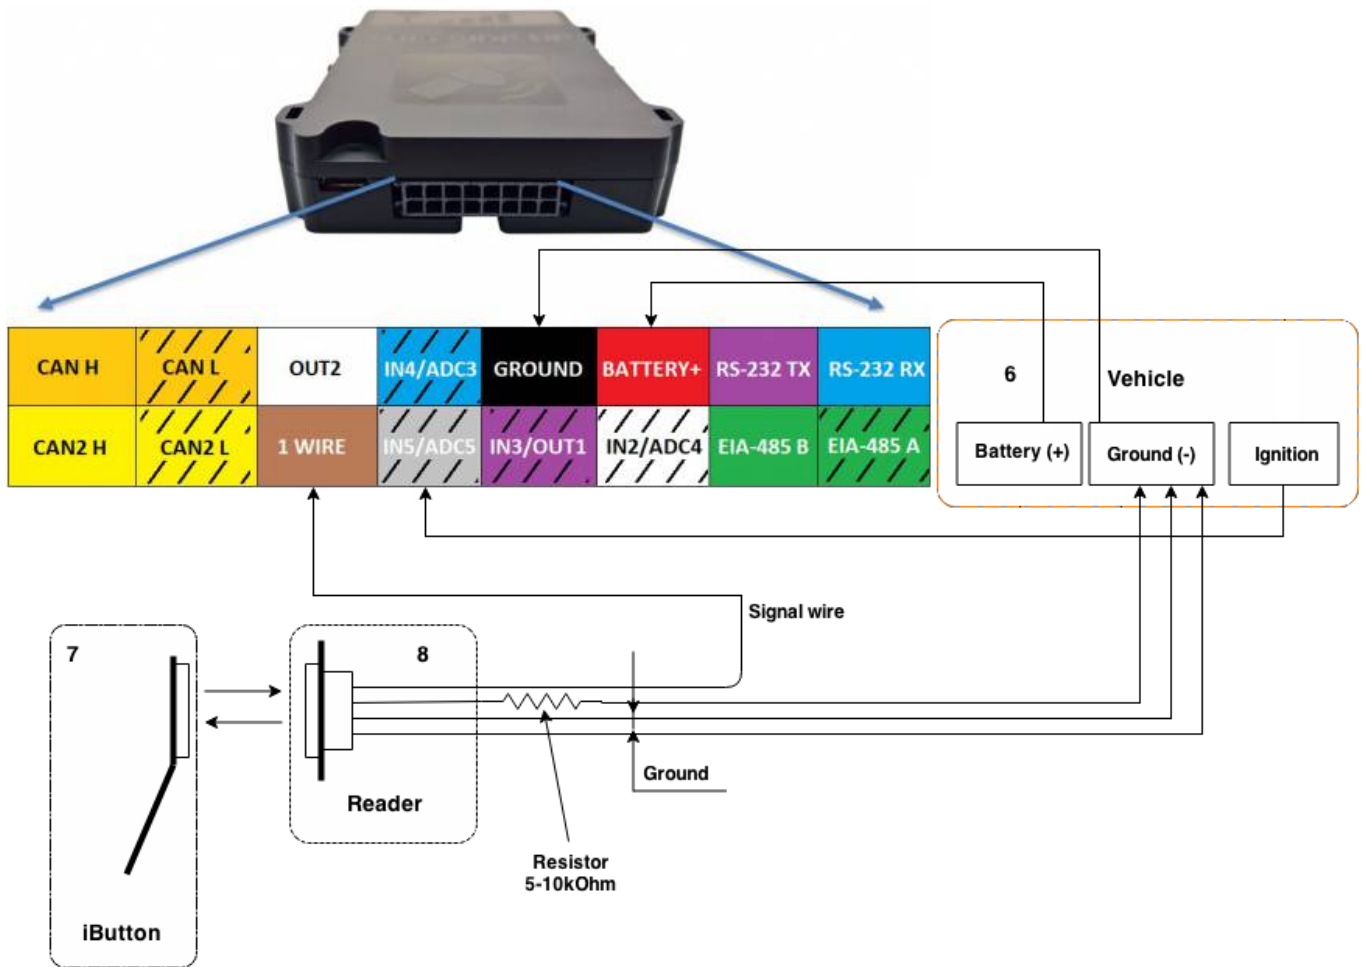 CAN H
CAN L
OUT2
IN4/ADC3
GROUND
BATTERY+
RS-232 TX
RS-232 RX
CAN2 H
CAN2 L
1 WIRE
IN5/ADC5
IN3/OUT1
IN2/ADC4
EIA-485 B
EIA-485 A
6
Vehicle
Battery (+)
Ground (-)
Ignition
Signal wire
7
8
Ground
Reader
Resistor
5-10kOhm
iButton